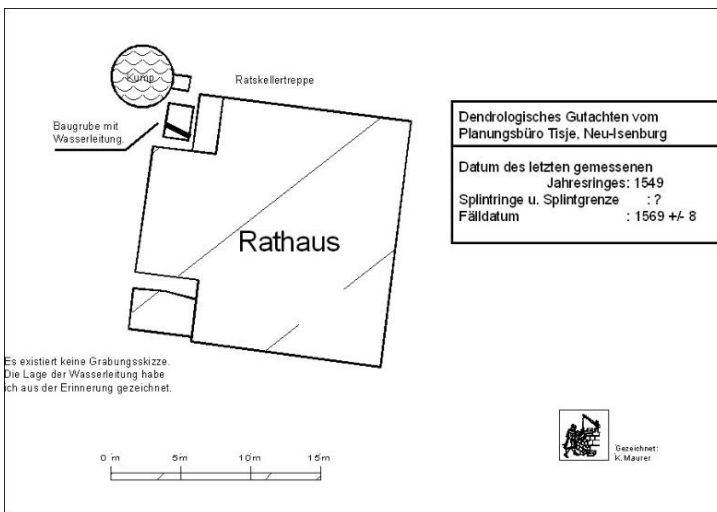 Kump
Ratskellertreppe
Baugrube mit
Wasserleitung.
Rathaus
Dendrologisches Gutachten vom
Planungsbüro Tisje, Neu-Isenburg
Datum des letzten gemessenen
Jahresringes: 1549
Splintringe u. Splintgrenze : ?
Fälldatum : 1569 +/- 8
Es existiert keine Grabungsskizze.
Die Lage der Wasserleitung habe
ich aus der Erinnerung gezeichnet.
0 m 5m 10m 15m
Gezeichnet:
K. Maurer